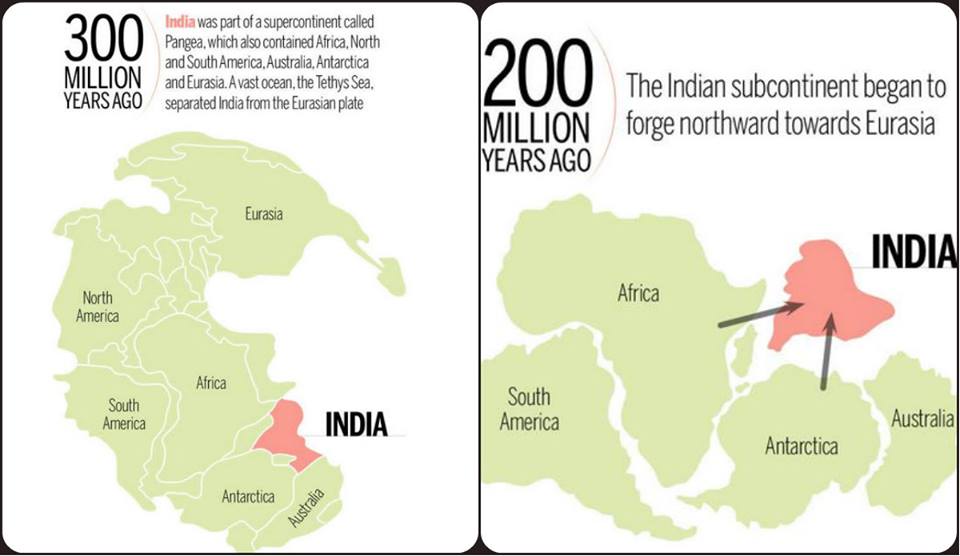 300
MILLION
YEARS AGO
India was part of a supercontinent called
Pangea, which also contained Africa, North
and South America, Australia, Antarctica
and Eurasia. A vast ocean, the Tethys Sea,
separated India from the Eurasian plate
Eurasia
North
America
Africa
South
America
INDIA
Antarctica
Australia
200
MILLION
YEARS AGO
The Indian subcontinent began to
forge northward towards Eurasia
INDIA
Africa
South
America
Antarctica
Australia